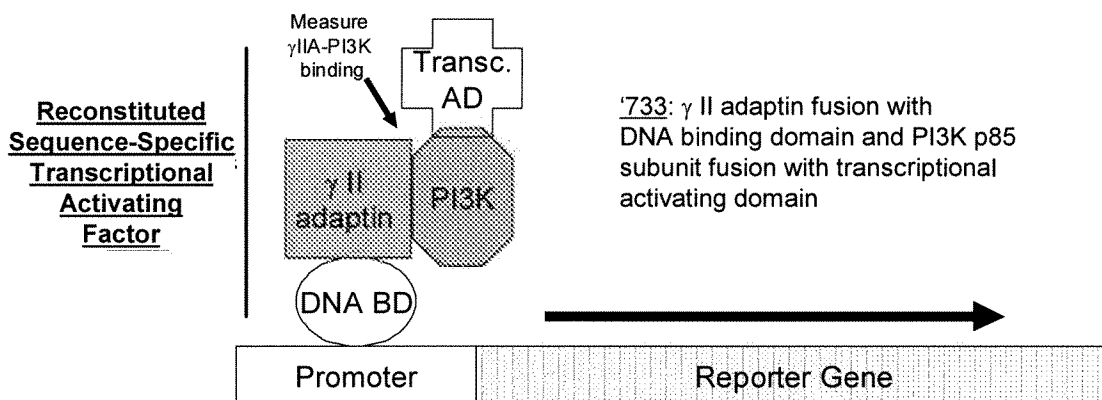 Measure
γIIA-PI3K
binding
Transc.
AD
Reconstituted
Sequence-Specific
Transcriptional
Activating
Factor
γ II
adaptin
PI3K
DNA BD
'733: γ II adaptin fusion with
DNA binding domain and PI3K p85
subunit fusion with transcriptional
activating domain
Promoter
Reporter Gene